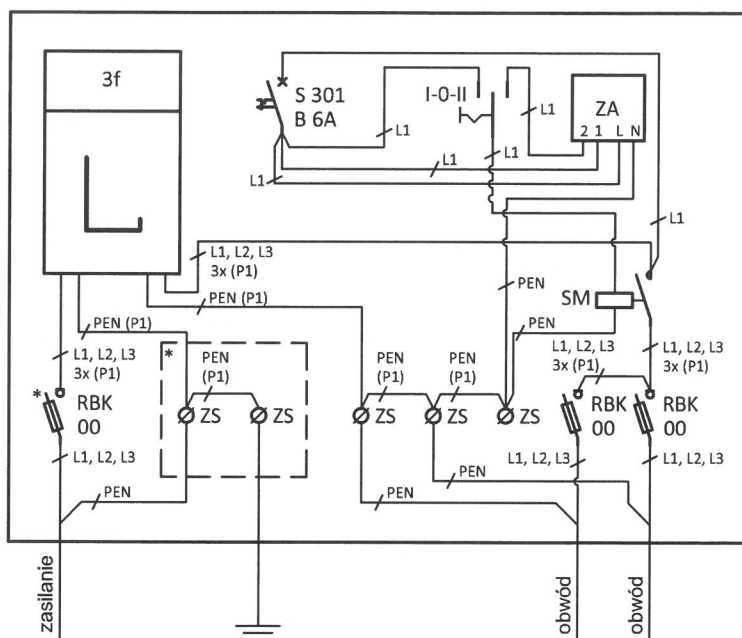 3f
S 301
B 6A
I-0-II
ZA
2 1 L N
L1
L1
L1
L1
L1
L1
L1, L2, L3
3x (P1)
PEN (P1)
PEN
SM
PEN (P1)
PEN
L1, L2, L3
3x (P1)
*
PEN
(P1)
PEN
(P1)
PEN
(P1)
L1, L2, L3
3x (P1)
L1, L2, L3
3x (P1)
*
RBK
00
ZS
ZS
ZS
ZS
ZS
RBK
00
RBK
00
L1, L2, L3
L1, L2, L3
L1, L2, L3
PEN
PEN
PEN
zasilanie
obwód
obwód